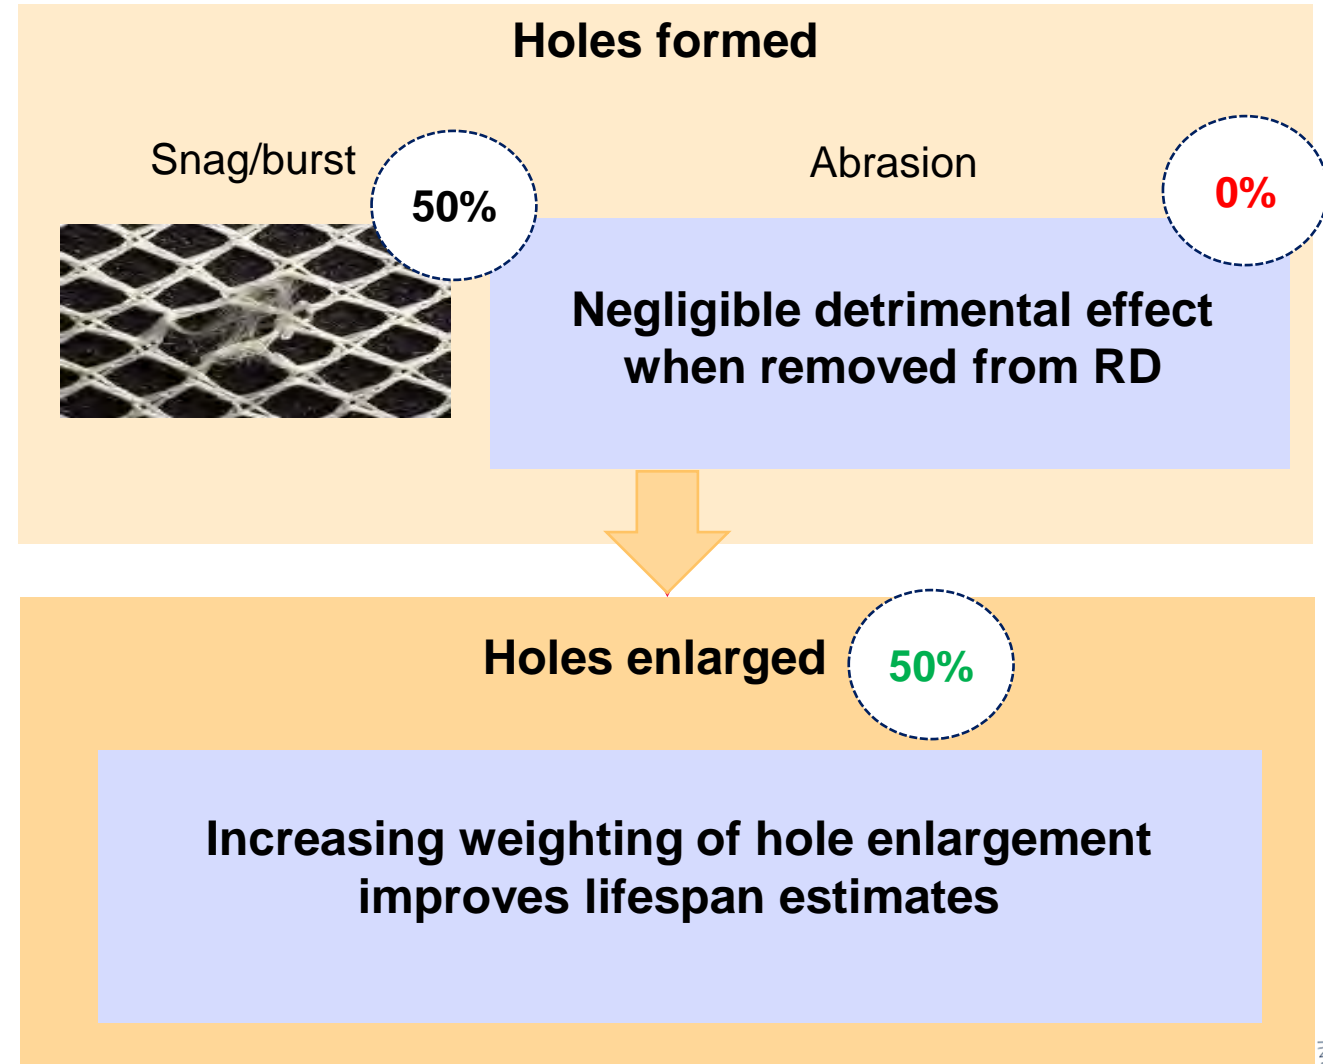 Holes formed
Snag/burst
50%
Abrasion
0%
Negligible detrimental effect
when removed from RD
Holes enlarged
50%
Increasing weighting of hole enlargement
improves lifespan estimates